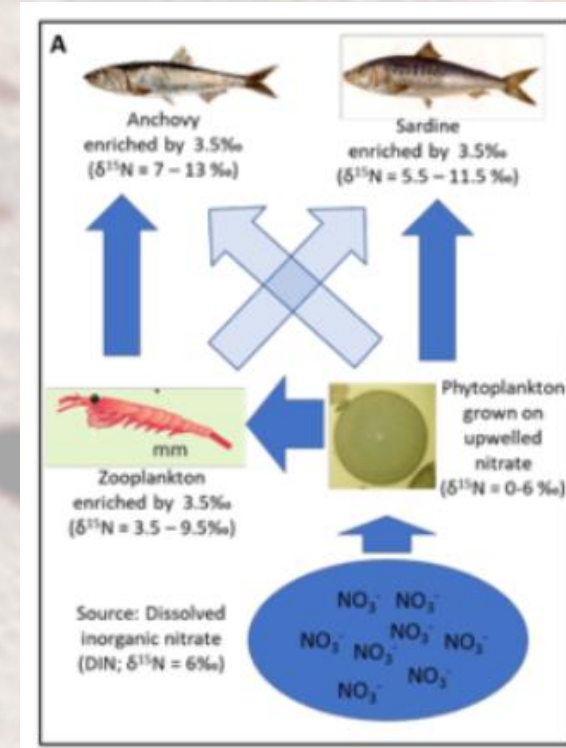 A
Anchovy
enriched by 3.5‰
(δ¹⁵N = 7 – 13 ‰)
Sardine
enriched by 3.5‰
(δ¹⁵N = 5.5 – 11.5 ‰)
mm
Zooplankton
enriched by 3.5‰
(δ¹⁵N = 3.5 – 9.5‰)
Phytoplankton
grown on
upwelled
nitrate
(δ¹⁵N = 0-6 ‰)
Source: Dissolved
inorganic nitrate
(DIN; δ¹⁵N = 6‰)
NO₃⁻ NO₃⁻
NO₃⁻ NO₃⁻ NO₃⁻ NO₃⁻
NO₃⁻ NO₃⁻